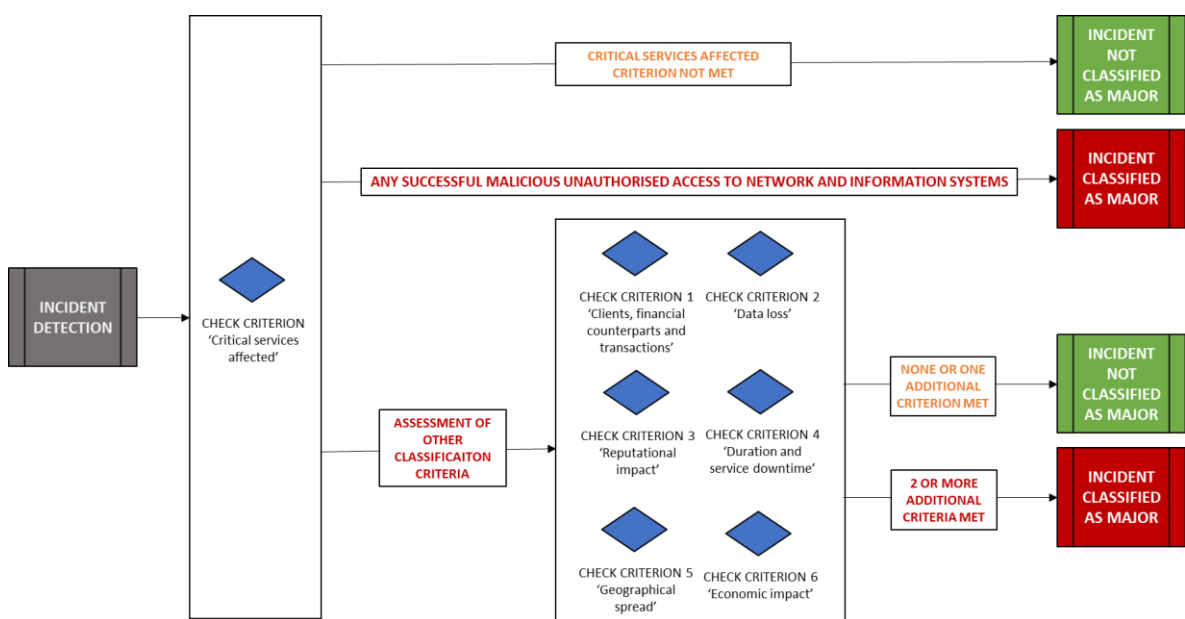 INCIDENT
DETECTION
CHECK CRITERION
‘Critical services
affected’
CRITICAL SERVICES AFFECTED
CRITERION NOT MET
INCIDENT
NOT
CLASSIFIED
AS MAJOR
ANY SUCCESSFUL MALICIOUS UNAUTHORISED ACCESS TO NETWORK AND INFORMATION SYSTEMS
INCIDENT
CLASSIFIED
AS MAJOR
ASSESSMENT OF
OTHER
CLASSIFICAITON
CRITERIA
CHECK CRITERION 1
‘Clients, financial
counterparts and
transactions’
CHECK CRITERION 2
‘Data loss’
CHECK CRITERION 3
‘Reputational
impact’
CHECK CRITERION 4
‘Duration and
service downtime’
CHECK CRITERION 5
‘Geographical
spread’
CHECK CRITERION 6
‘Economic impact’
NONE OR ONE
ADDITIONAL
CRITERION MET
INCIDENT
NOT
CLASSIFIED
AS MAJOR
2 OR MORE
ADDITIONAL
CRITERIA MET
INCIDENT
CLASSIFIED
AS MAJOR